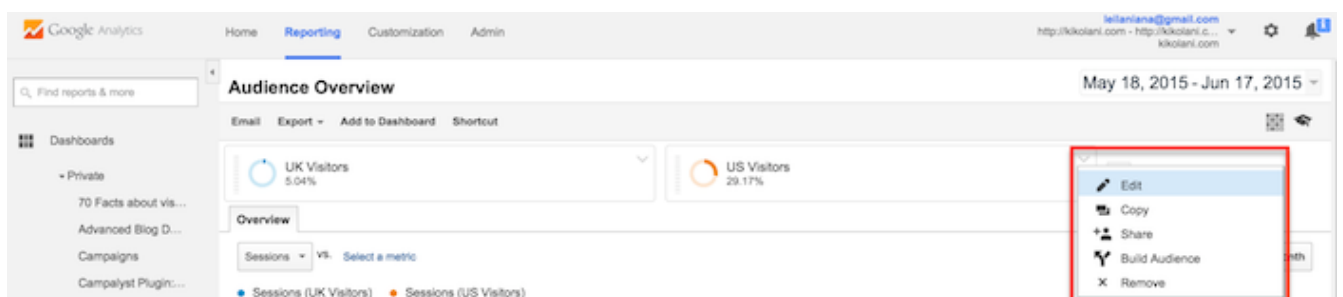 Google Analytics
Home Reporting Customization Admin
leilaniana@gmail.com
http://kikolani.com - http://kikolani.c...
kikolani.com
1
Find reports & more
Audience Overview
May 18, 2015 - Jun 17, 2015
Email Export Add to Dashboard Shortcut
Dashboards
Private
70 Facts about vis...
Advanced Blog D...
Campaigns
Campalyst Plugin:...
UK Visitors
5.04%
US Visitors
29.17%
Edit
Copy
Share
Build Audience
Remove
Overview
Sessions VS. Select a metric
Sessions (UK Visitors) Sessions (US Visitors)